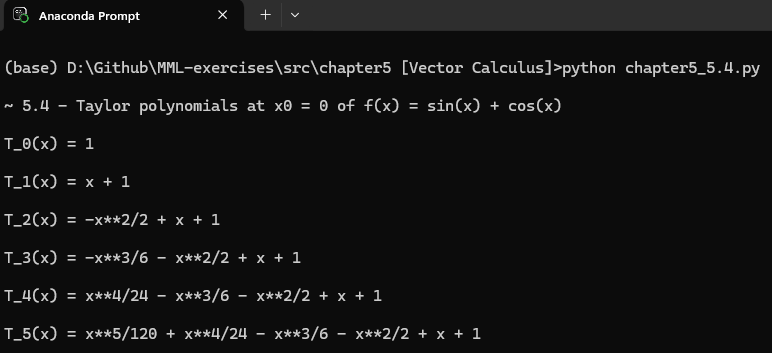 Anaconda Prompt
(base) D:\Github\MML-exercises\src\chapter5 [Vector Calculus]>python chapter5_5.4.py
~ 5.4 - Taylor polynomials at x0 = 0 of f(x) = sin(x) + cos(x)
T_0(x) = 1
T_1(x) = x + 1
T_2(x) = -x**2/2 + x + 1
T_3(x) = -x**3/6 - x**2/2 + x + 1
T_4(x) = x**4/24 - x**3/6 - x**2/2 + x + 1
T_5(x) = x**5/120 + x**4/24 - x**3/6 - x**2/2 + x + 1